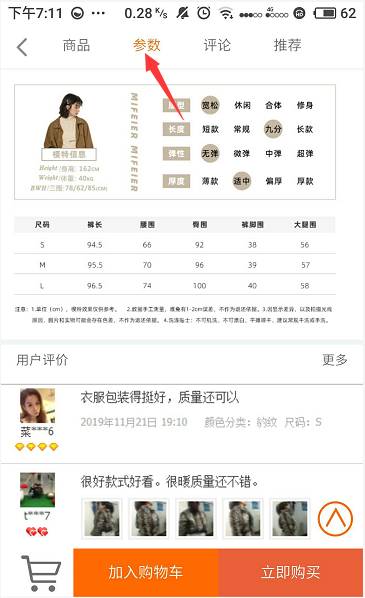 下午7:11 0.28 K/s 4G 62
商品 参数 评论 推荐
MIFEIER MIFEIER
版型 宽松 休闲 合体 修身
长度 短款 常规 九分 长款
弹性 无弹 微弹 中弹 超弹
厚度 薄款 适中 偏厚 厚款
模特信息
Height/身高: 162CM
Weight/体重: 40KG
BWH/三围: 78/62/85(CM)
尺码 裤长 腰围 臀围 裤脚围 大腿围
S 94.5 66 92 38 56
M 95.5 70 96 39 57
L 96.5 74 100 40 58
注意: 1.单位 (cm) , 模特效果仅供参考。 2.数据手工测量, 难免有1-2cm误差, 不作为退还依据。3.因显示差异, 以及拍摄光或
原因, 图片和实物可能会存在色差, 不作为退还依据。4.洗涤贴士: 不可机洗, 不可漂白, 平摊晾干, 建议常规干洗或手洗。
用户评价 更多
衣服包装得挺好，质量还可以
2019年11月21日 19:10 颜色分类：豹纹 尺码：S
菜***6
很好款式好看。很暖质量还不错。
t***7
加入购物车 立即购买